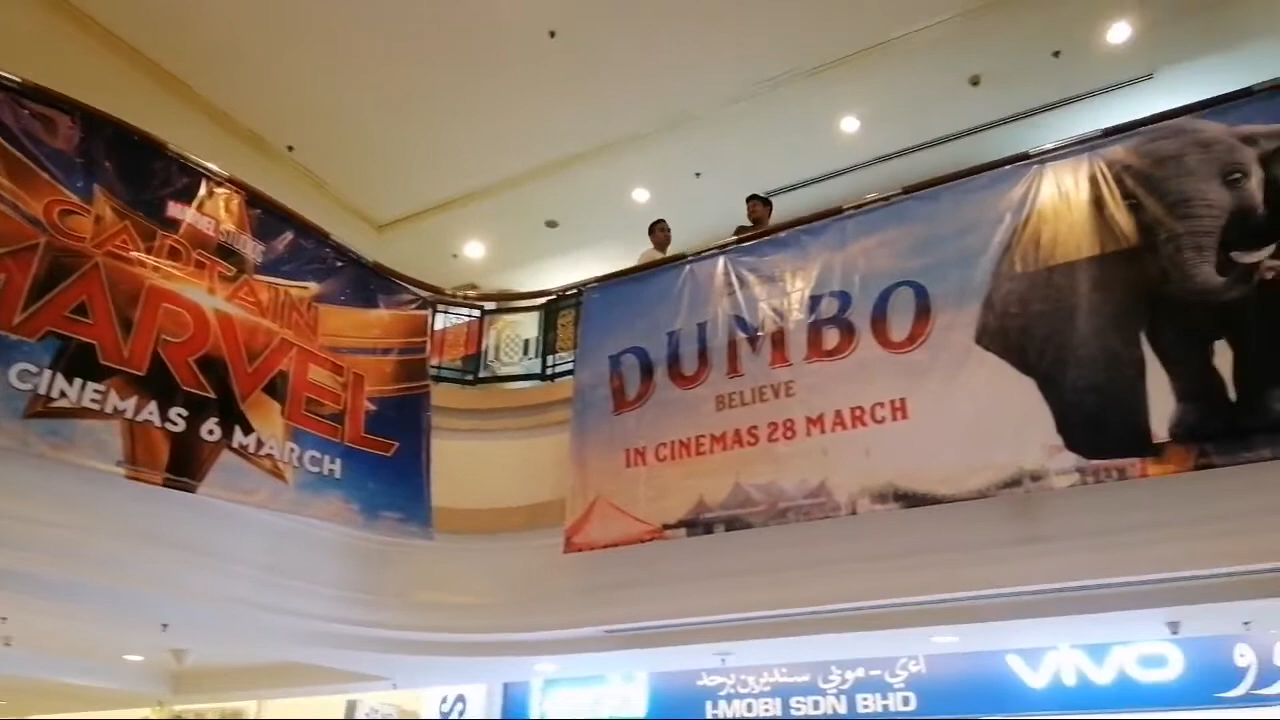 MARVEL STUDIOS
CAPTAIN
MARVEL
CINEMAS 6 MARCH
DUMBO
BELIEVE
IN CINEMAS 28 MARCH
اءي-موبي سنديرين برحد
I-MOBI SDN BHD
vivo
S